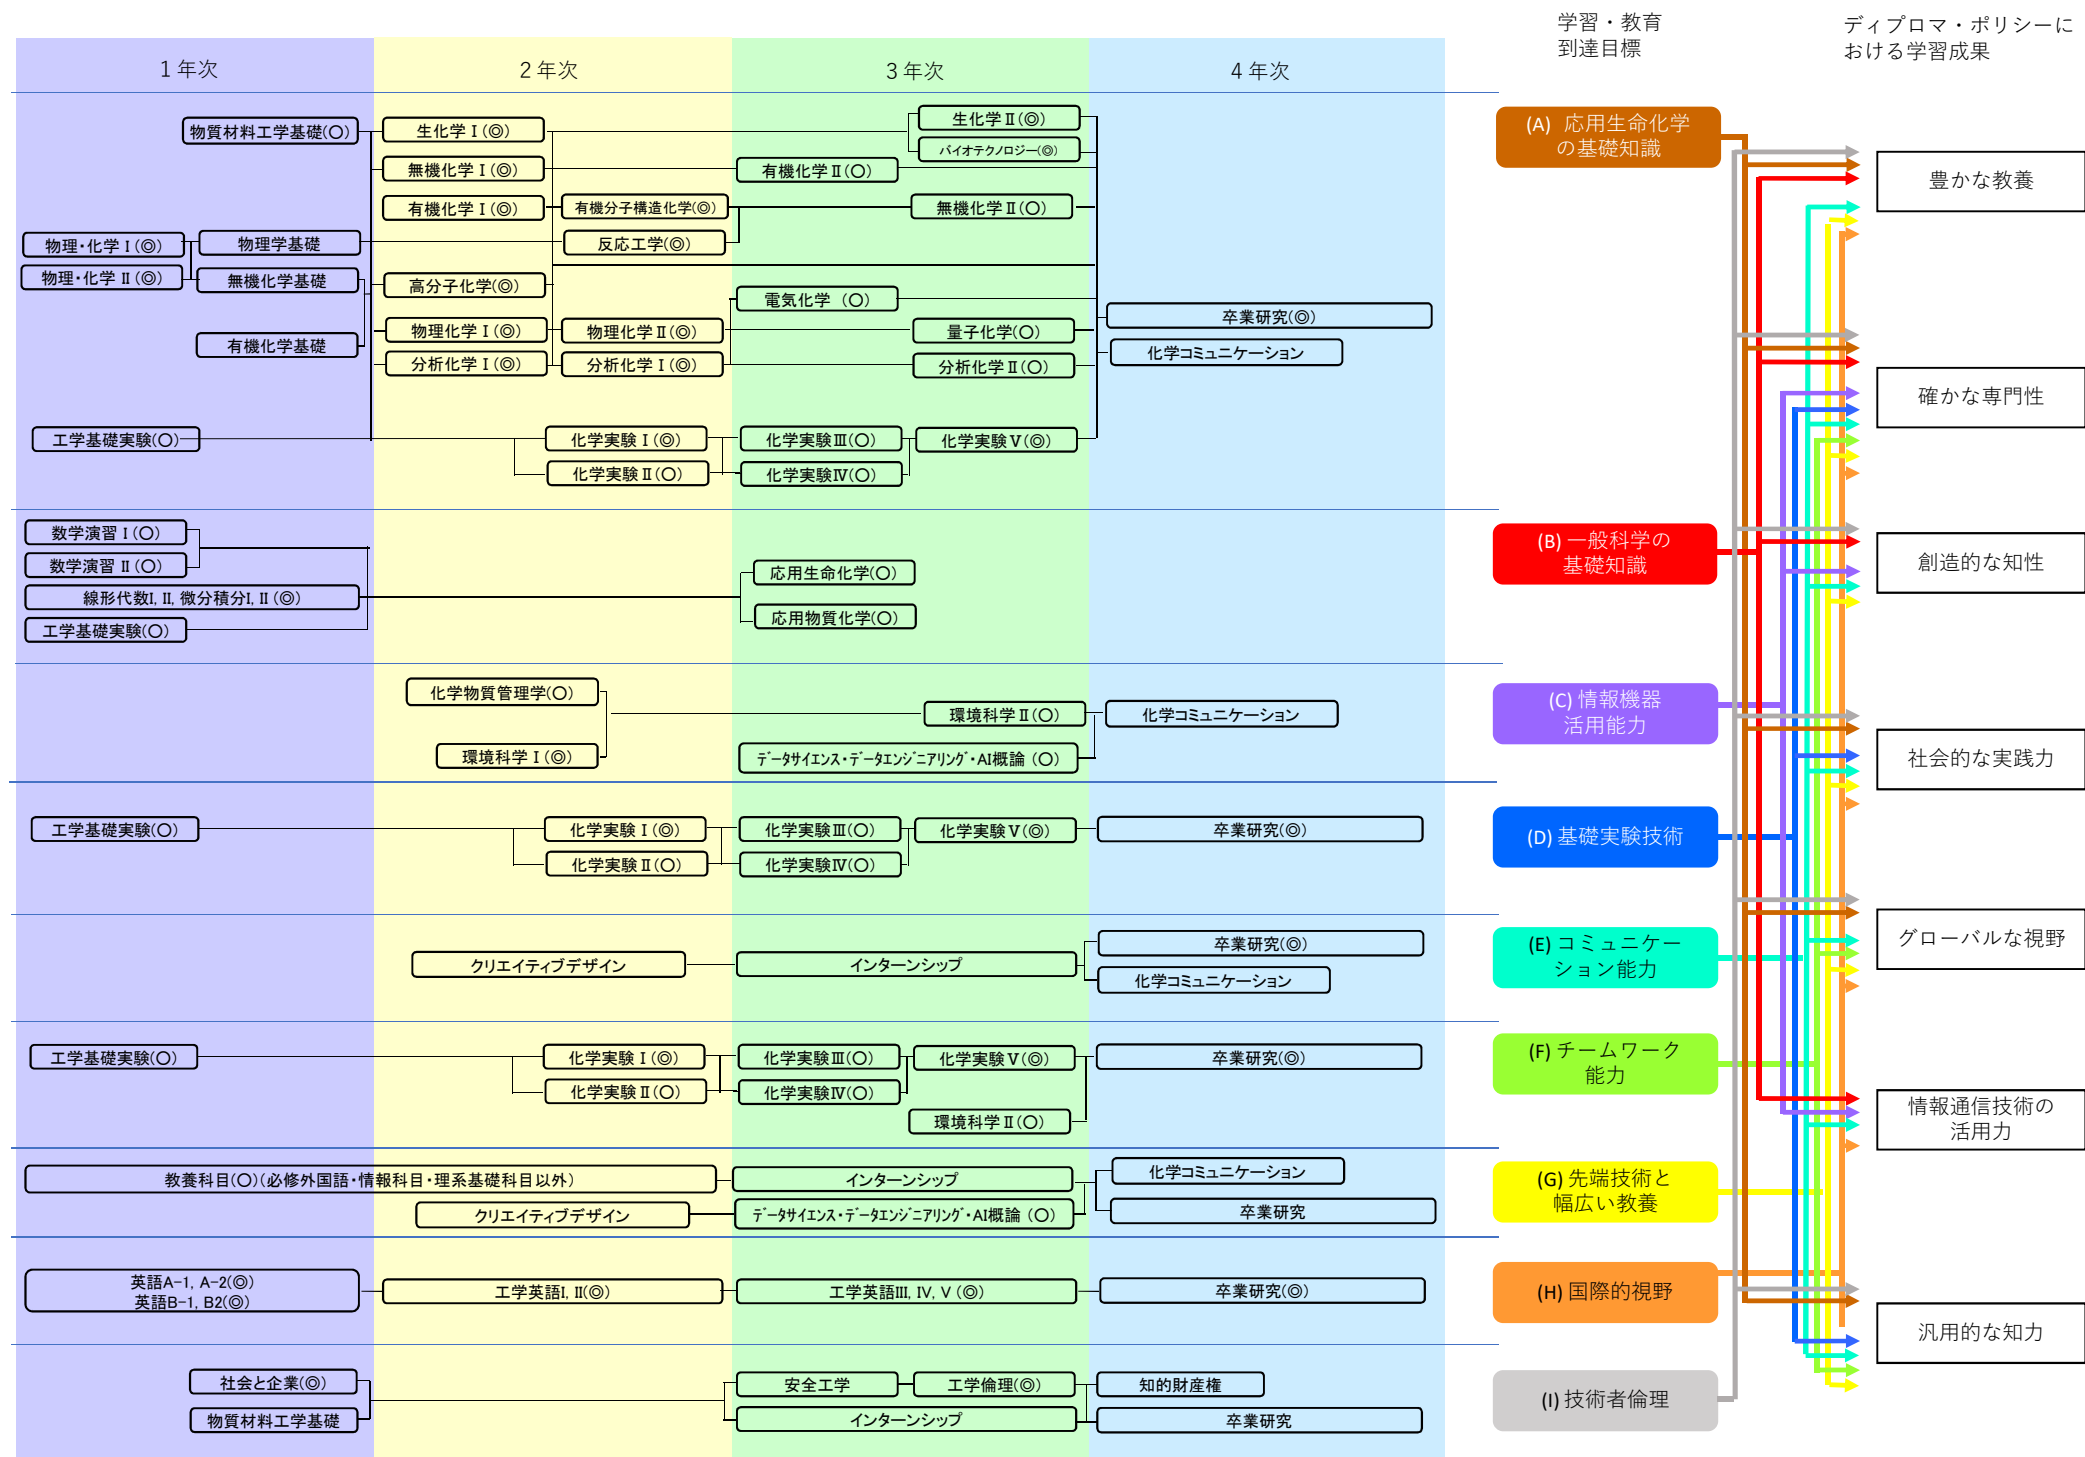 学習・教育
到達目標
ディプロマ・ポリシーに
おける学習成果
1年次
2年次
3年次
4年次
物質材料工学基礎(〇)
生化学Ⅰ(◎)
生化学Ⅱ(◎)
バイオテクノロジー(◎)
無機化学Ⅰ(◎)
有機化学Ⅱ(〇)
有機化学Ⅰ(◎)
有機分子構造化学(◎)
無機化学Ⅱ(〇)
物理・化学Ⅰ(◎)
物理学基礎
反応工学(◎)
物理・化学 II(◎)
無機化学基礎
高分子化学(◎)
電気化学 (〇)
有機化学基礎
物理化学Ⅰ(◎)
物理化学Ⅱ(◎)
量子化学(〇)
卒業研究(◎)
分析化学Ⅰ(◎)
分析化学Ⅰ(◎)
分析化学Ⅱ(〇)
化学コミュニケーション
工学基礎実験(〇)
化学実験Ⅰ(◎)
化学実験Ⅲ(〇)
化学実験Ⅴ(◎)
化学実験Ⅱ(〇)
化学実験Ⅳ(〇)
(A) 応用生命化学
の基礎知識
豊かな教養
確かな専門性
数学演習Ⅰ(〇)
数学演習 II(〇)
線形代数I, II, 微分積分I, II(◎)
工学基礎実験(〇)
応用生命化学(〇)
応用物質化学(〇)
(B) 一般科学の
基礎知識
創造的な知性
化学物質管理学(〇)
環境科学Ⅰ(◎)
環境科学Ⅱ(〇)
データサイエンス・データエンジニアリング・AI概論 (〇)
化学コミュニケーション
(C) 情報機器
活用能力
社会的な実践力
工学基礎実験(〇)
化学実験Ⅰ(◎)
化学実験Ⅲ(〇)
化学実験Ⅴ(◎)
卒業研究(◎)
化学実験Ⅱ(〇)
化学実験Ⅳ(〇)
(D) 基礎実験技術
クリエイティブデザイン
インターンシップ
卒業研究(◎)
化学コミュニケーション
(E) コミュニケー
ション能力
グローバルな視野
工学基礎実験(〇)
化学実験Ⅰ(◎)
化学実験Ⅲ(〇)
化学実験Ⅴ(◎)
卒業研究(◎)
化学実験Ⅱ(〇)
化学実験Ⅳ(〇)
環境科学Ⅱ(〇)
(F) チームワーク
能力
情報通信技術の
活用力
教養科目(〇)(必修外国語・情報科目・理系基礎科目以外)
インターンシップ
化学コミュニケーション
クリエイティブデザイン
データサイエンス・データエンジニアリング・AI概論 (〇)
卒業研究
(G) 先端技術と
幅広い教養
英語A-1, A-2(◎)
英語B-1, B2(◎)
工学英語I, II(◎)
工学英語III, IV, V (◎)
卒業研究(◎)
(H) 国際的視野
汎用的な知力
社会と企業(◎)
物質材料工学基礎
安全工学
工学倫理(◎)
知的財産権
インターンシップ
卒業研究
(I) 技術者倫理